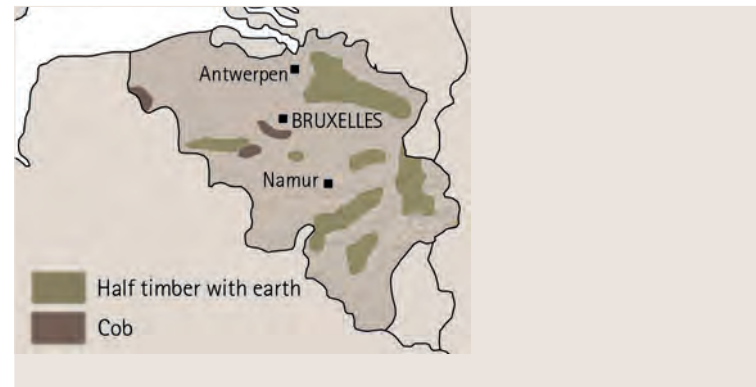 Antwerpen
BRUXELLES
Namur
Half timber with earth
Cob